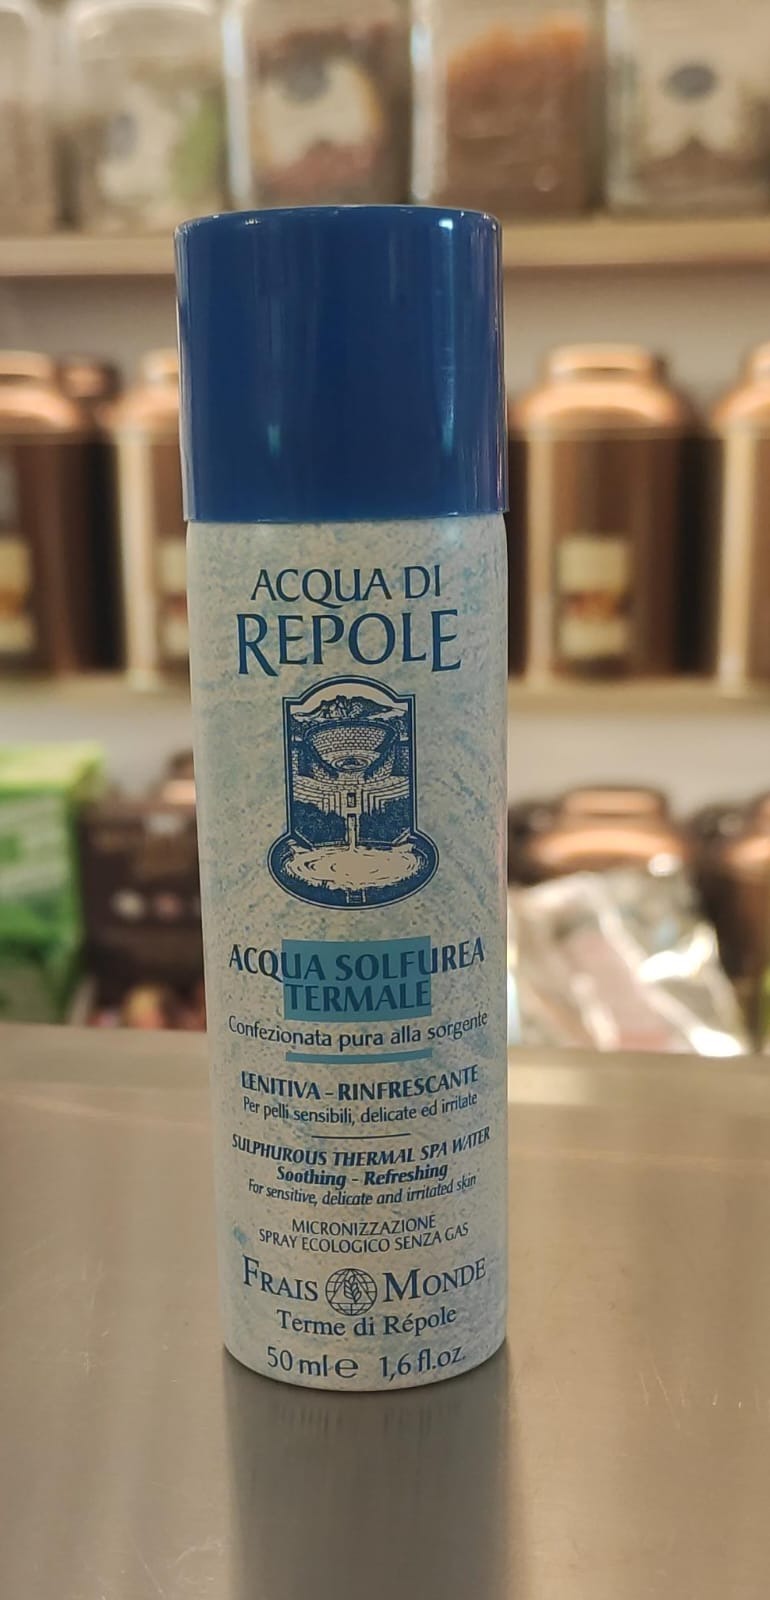 ACQUA DI
REPOLE
ACQUA SOLFUREA
TERMALE
Confezionata pura alla sorgente
LENITIVA - RINFRESCANTE
Per pelli sensibili, delicate ed irritate
SULPHUROUS THERMAL SPA WATER
Soothing - Refreshing
For sensitive, delicate and irritated skin
MICRONIZZAZIONE
SPRAY ECOLOGICO SENZA GAS
FRAIS MONDE
Terme di Répole
50 ml e 1,6 fl.oz.